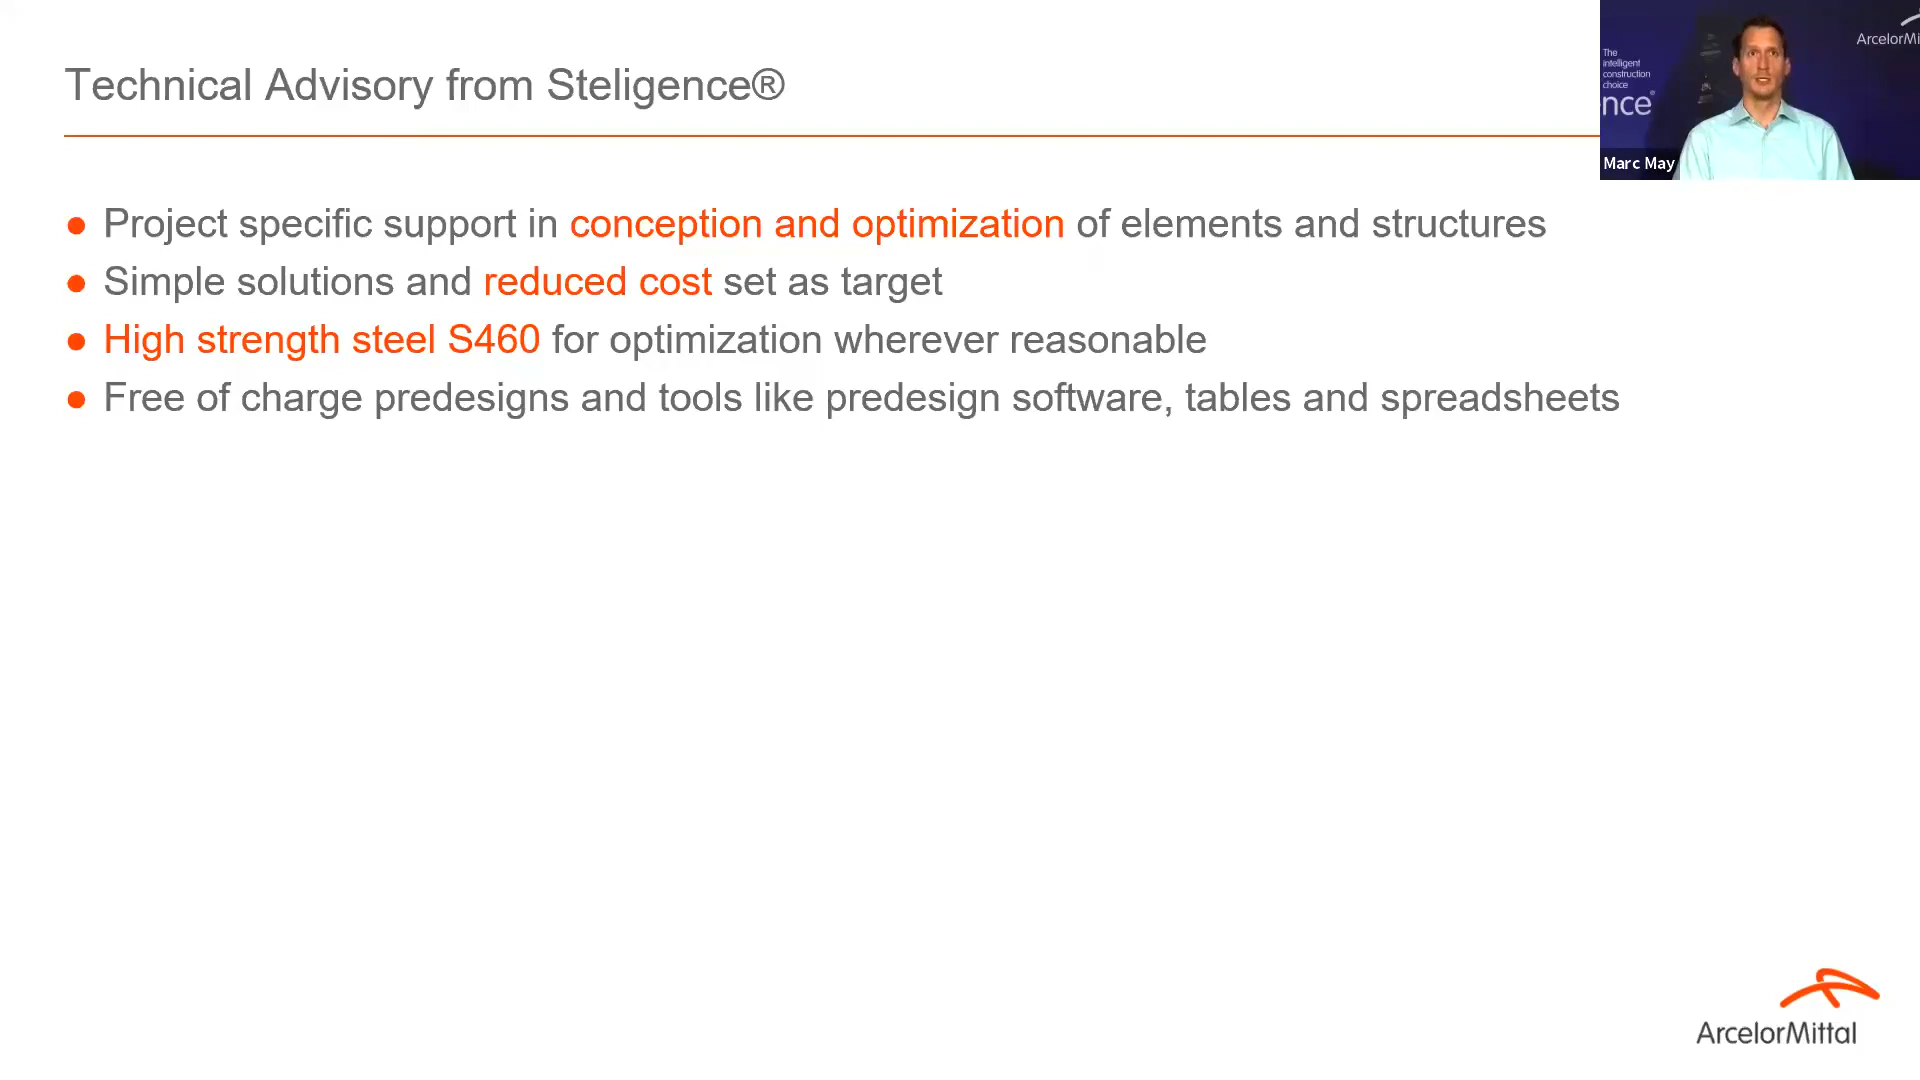 Technical Advisory from Steligence®
● Project specific support in conception and optimization of elements and structures
● Simple solutions and reduced cost set as target
● High strength steel S460 for optimization wherever reasonable
● Free of charge predesigns and tools like predesign software, tables and spreadsheets
The
intelligent
construction
choice
nce®
ArcelorMi
Marc May
ArcelorMittal